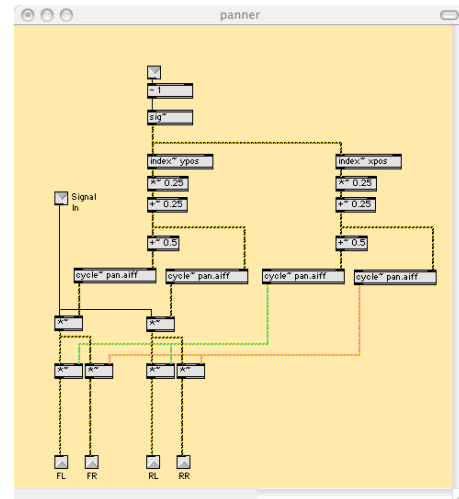 panner
- 1
sig~
index~ ypos
index~ xpos
*~ 0.25
*~ 0.25
+~ 0.25
+~ 0.25
Signal
In
+~ 0.5
+~ 0.5
cycle~ pan.aiff
cycle~ pan.aiff
cycle~ pan.aiff
cycle~ pan.aiff
*~
*~
*~
*~
*~
*~
FL
FR
RL
RR